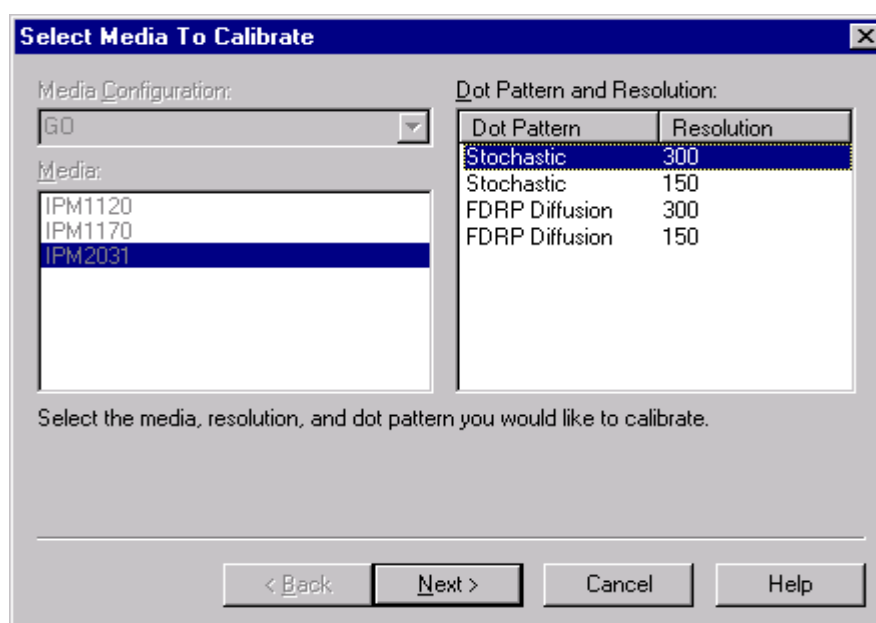 Select Media To Calibrate
Media Configuration:
GO
Media:
IPM1120
IPM1170
IPM2031
Dot Pattern and Resolution:
Dot Pattern Resolution
Stochastic 300
Stochastic 150
FDRP Diffusion 300
FDRP Diffusion 150
Select the media, resolution, and dot pattern you would like to calibrate.
< Back Next > Cancel Help